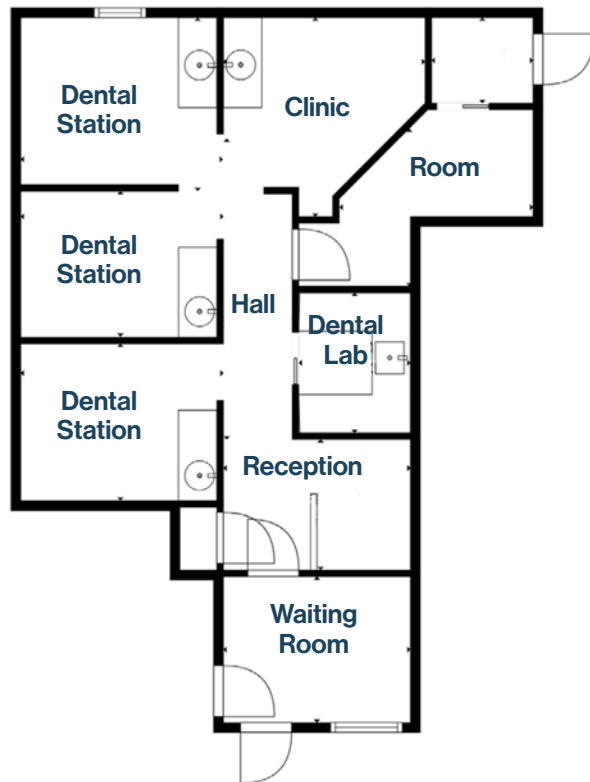 Dental
Station
Clinic
Room
Dental
Station
Hall
Dental
Lab
Dental
Station
Reception
Waiting
Room